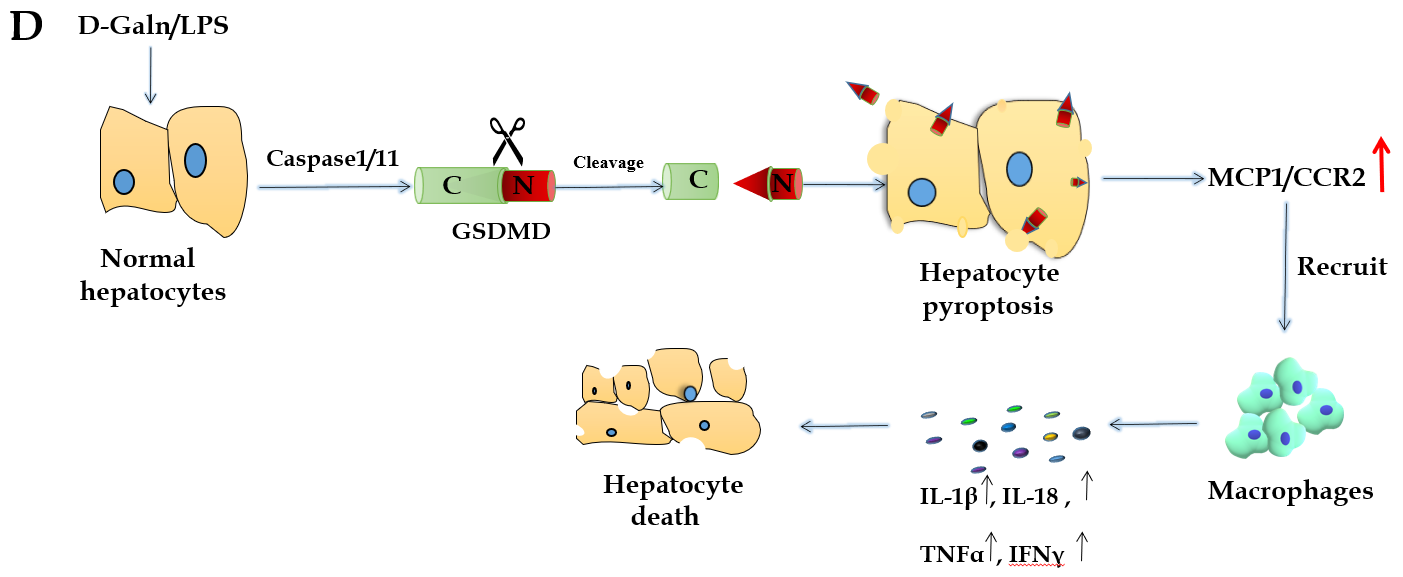 D
D-Galn/LPS
Normal
hepatocytes
Caspase1/11
C N
GSDMD
Cleavage
C N
Hepatocyte
pyroptosis
MCP1/CCR2
Recruit
Macrophages
IL-1β , IL-18 ,
TNFα , IFNγ
Hepatocyte
death